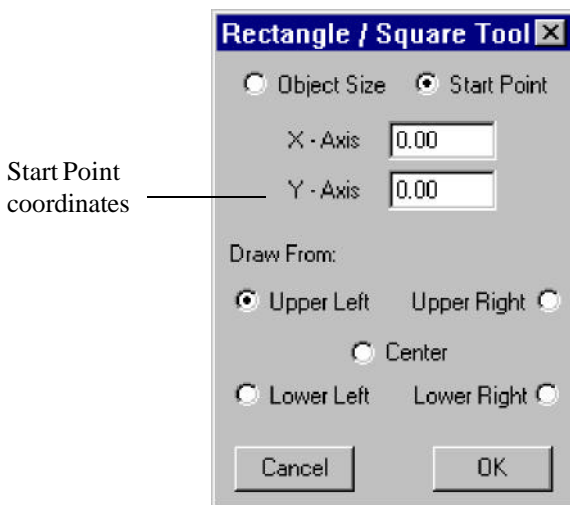 Rectangle / Square Tool
Object Size Start Point
X - Axis 0.00
Start Point
coordinates
Y - Axis 0.00
Draw From:
Upper Left Upper Right
Center
Lower Left Lower Right
Cancel OK